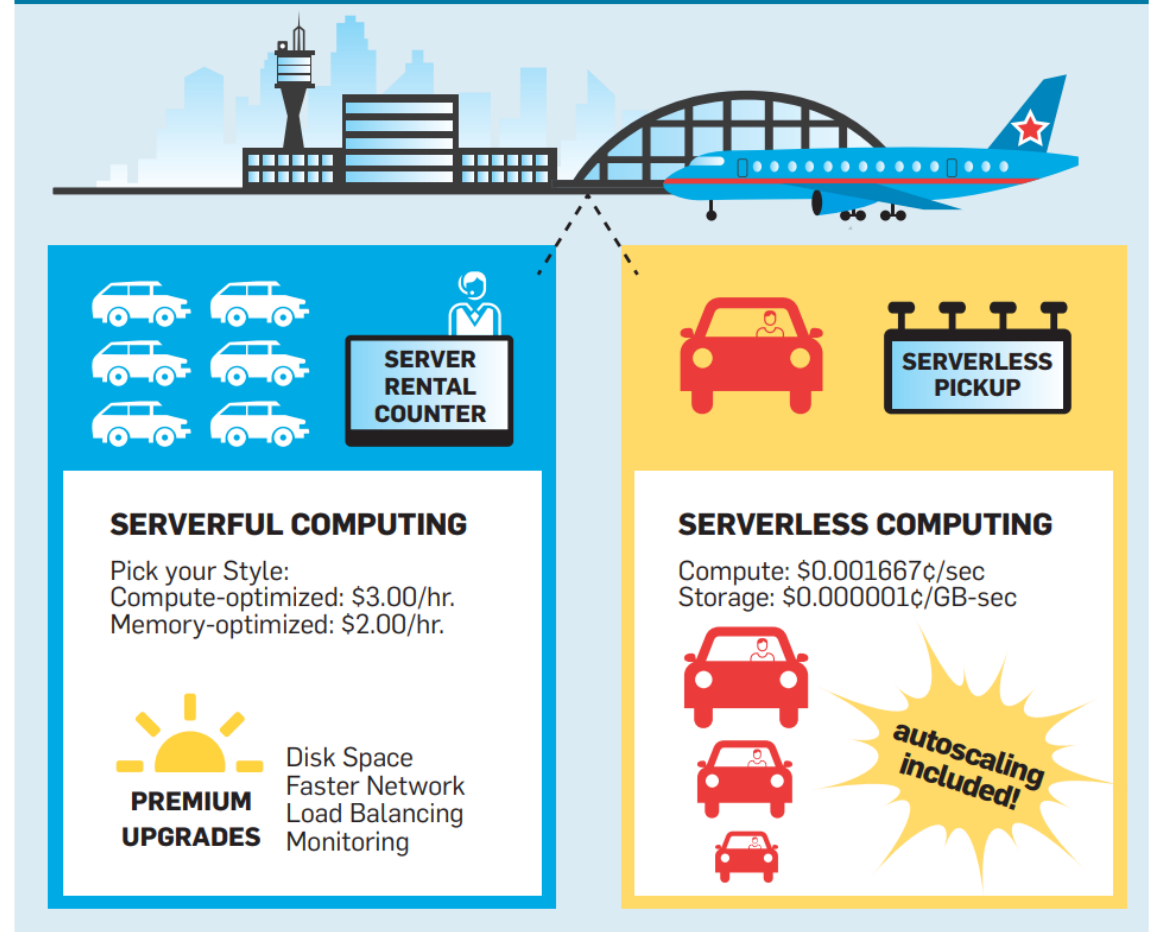 SERVER
RENTAL
COUNTER
SERVERFUL COMPUTING
Pick your Style:
Compute-optimized: $3.00/hr.
Memory-optimized: $2.00/hr.
PREMIUM
UPGRADES
Disk Space
Faster Network
Load Balancing
Monitoring
SERVERLESS
PICKUP
SERVERLESS COMPUTING
Compute: $0.001667¢/sec
Storage: $0.000001¢/GB-sec
autoscaling
included!